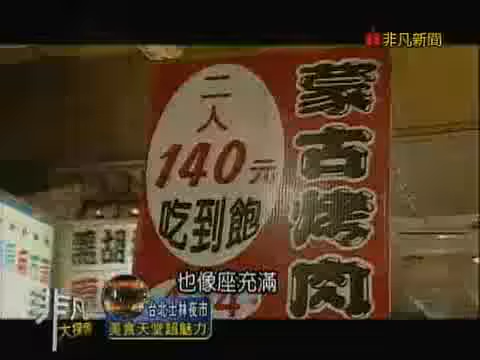 非凡新聞
蒙古烤肉
二人
140元
吃到飽
也像座充滿
非凡
大探索
台北士林夜市
美食天堂超魅力